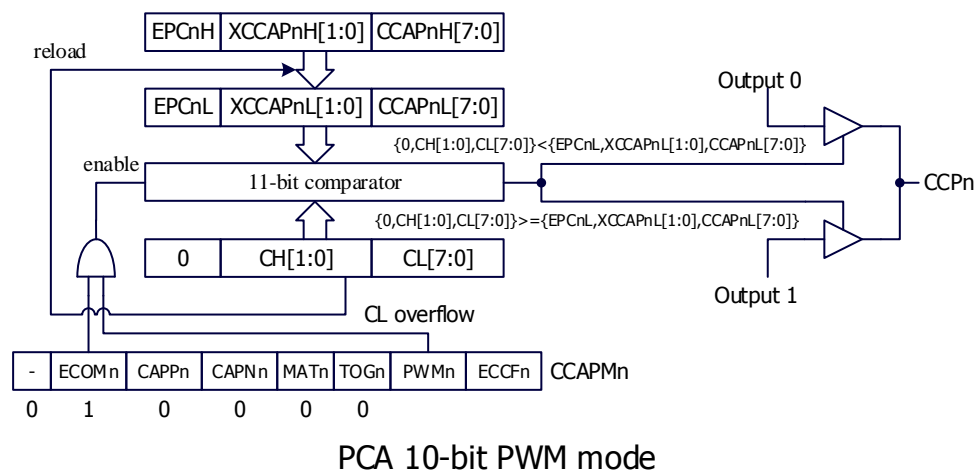 EPCnH XCCAPnH[1:0] CCAPnH[7:0]
reload
Output 0
EPCnL XCCAPnL[1:0] CCAPnL[7:0]
{0,CH[1:0],CL[7:0]}<{EPCnL,XCCAPnL[1:0],CCAPnL[7:0]}
enable
11-bit comparator
CCPn
{0,CH[1:0],CL[7:0]}>={EPCnL,XCCAPnL[1:0],CCAPnL[7:0]}
0 CH[1:0] CL[7:0]
Output 1
CL overflow
- ECOMn CAPPn CAPNn MATn TOGn PWMn ECCFn CCAPMn
0 1 0 0 0 0
PCA 10-bit PWM mode